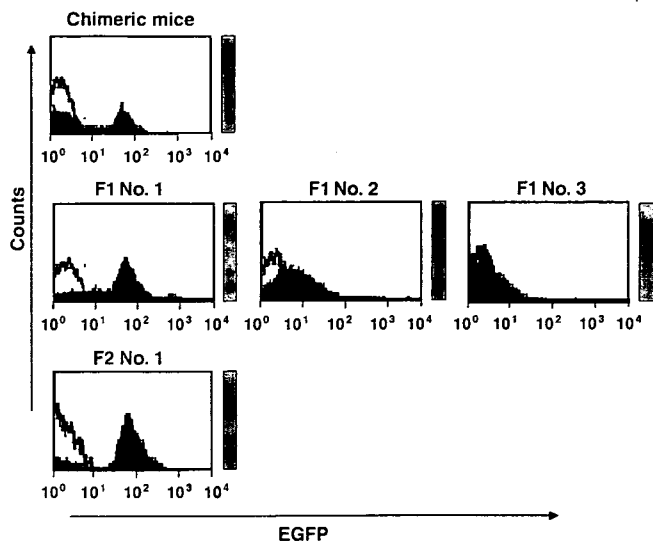 Chimeric mice
10⁰ 10¹ 10² 10³ 10⁴
F1 No. 1 F1 No. 2 F1 No. 3
Counts
10⁰ 10¹ 10² 10³ 10⁴ 10⁰ 10¹ 10² 10³ 10⁴ 10⁰ 10¹ 10² 10³ 10⁴
F2 No. 1
10⁰ 10¹ 10² 10³ 10⁴
EGFP